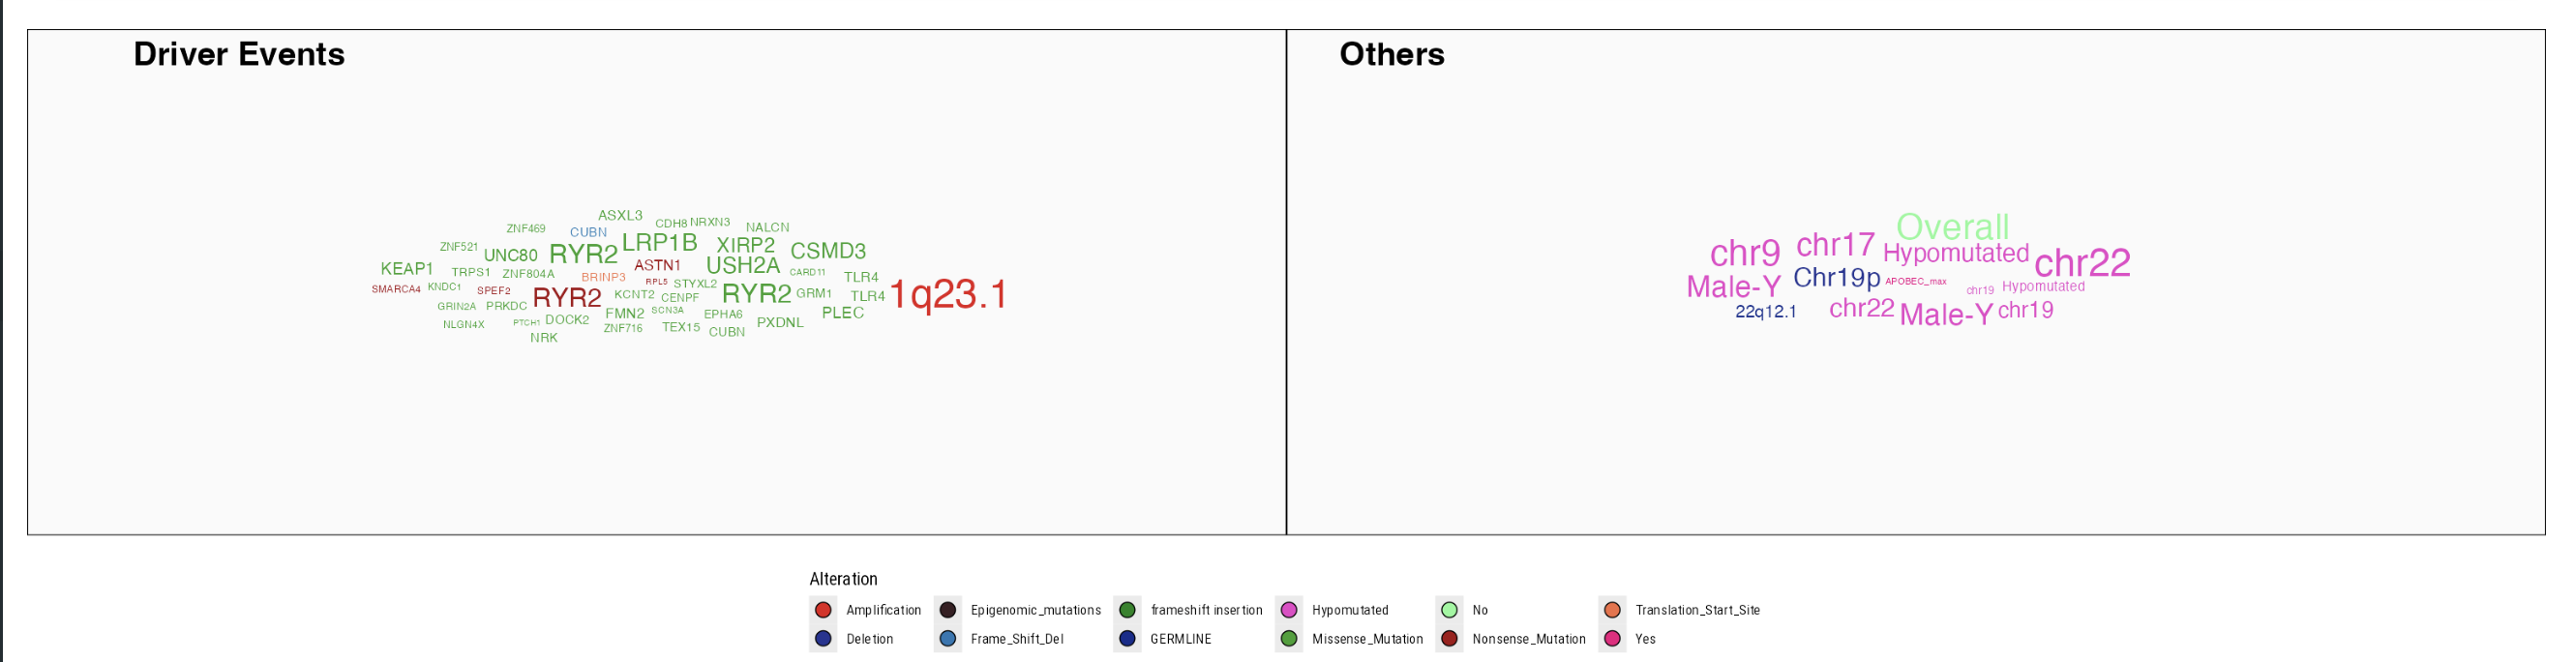 Driver Events
Others
ASXL3
CDH8 NRXN3
ZNF469
CUBN
NALCN
ZNF521
UNC80
RYR2
LRP1B
XIRP2
CSMD3
KEAP1
TRPS1
ZNF804A
BRINP3
ASTN1
USH2A
CARD11
TLR4
SMARCA4
KNDC1
SPEF2
RYR2
RPL5
STYXL2
KCNT2
CENPF
RYR2
GRM1
TLR4
1q23.1
GRIN2A
PRKDC
FMN2
SCN3A
EPHA6
PLEC
NLGN4X
PTCH1
DOCK2
ZNF716
TEX15
CUBN
PXDNL
NRK
Overall
chr9
chr17
Hypomutated
chr22
Male-Y
Chr19p
APOBEC_max
chr19
Hypomutated
22q12.1
chr22
Male-Y
chr19
Alteration
Amplification
Epigenomic_mutations
frameshift insertion
Hypomutated
No
Translation_Start_Site
Deletion
Frame_Shift_Del
GERMLINE
Missense_Mutation
Nonsense_Mutation
Yes